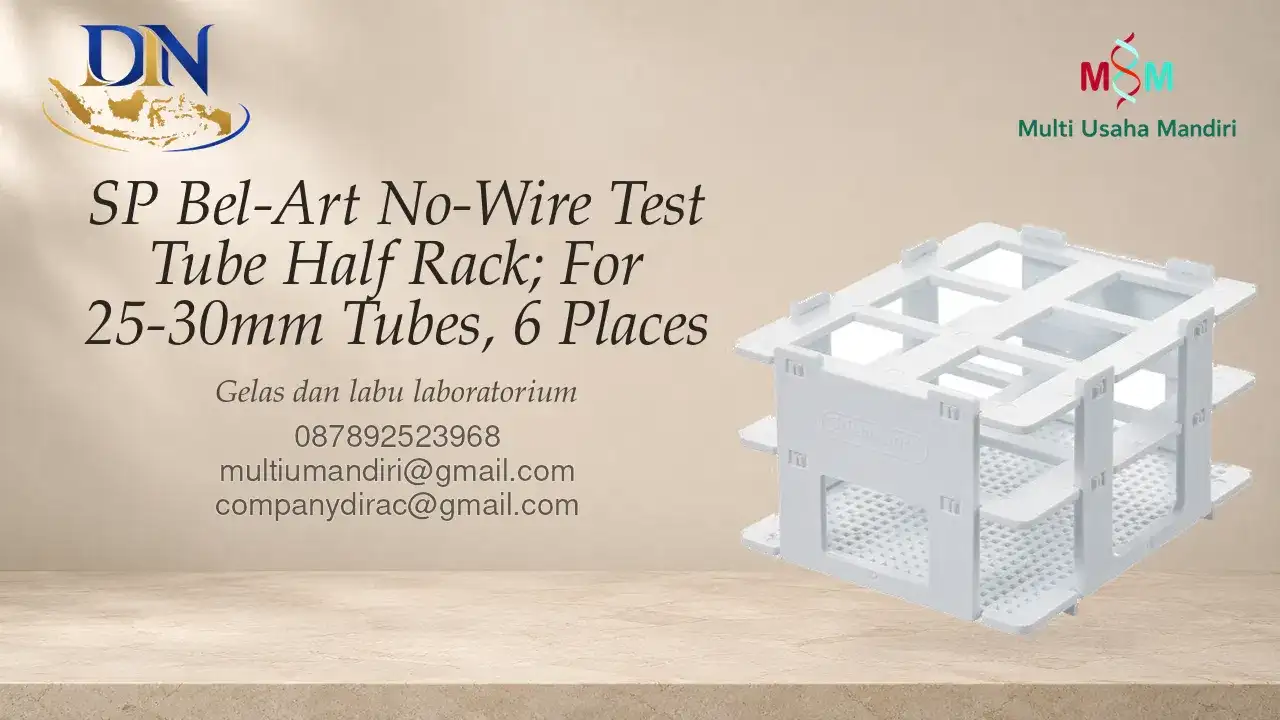 DIN
MSM
Multi Usaha Mandiri
SP Bel-Art No-Wire Test
Tube Half Rack; For
25-30mm Tubes, 6 Places
Gelas dan labu laboratorium
087892523968
multiumandiri@gmail.com
companydirac@gmail.com